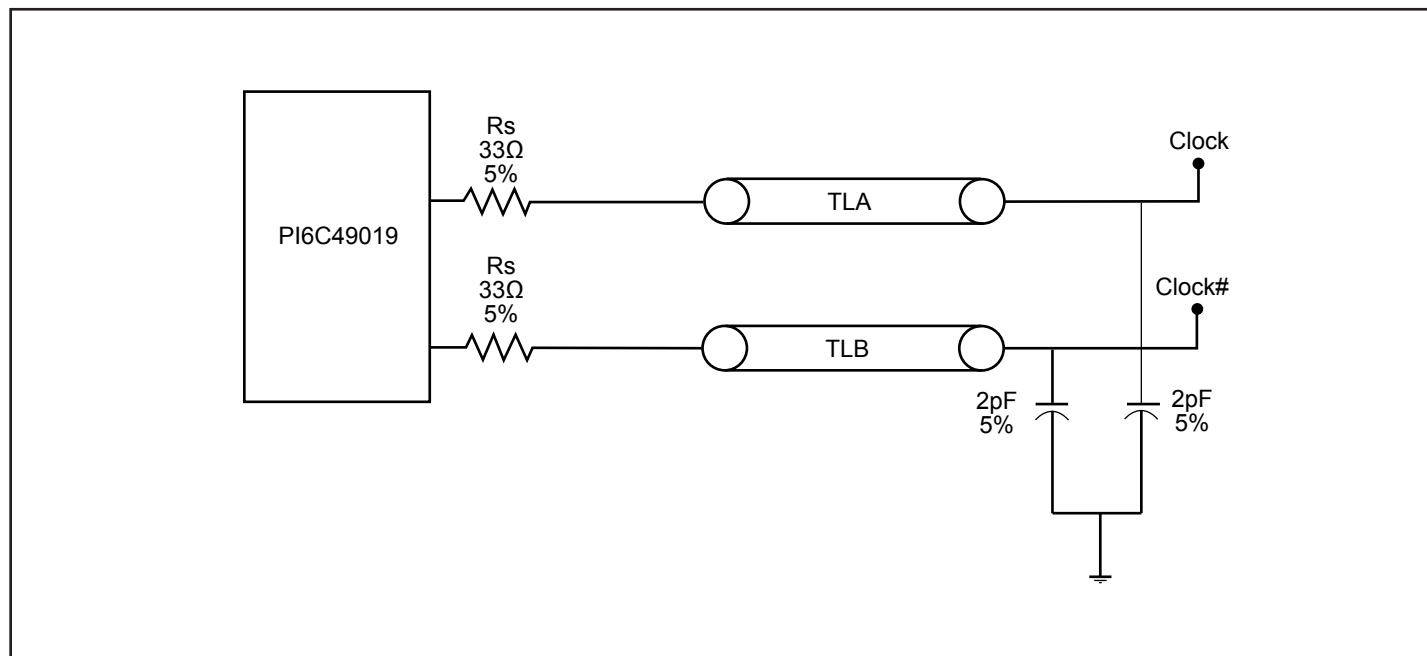 Rs
33Ω
5%
Clock
TLA
PI6C49019
Rs
33Ω
5%
Clock#
TLB
2pF
5%
2pF
5%